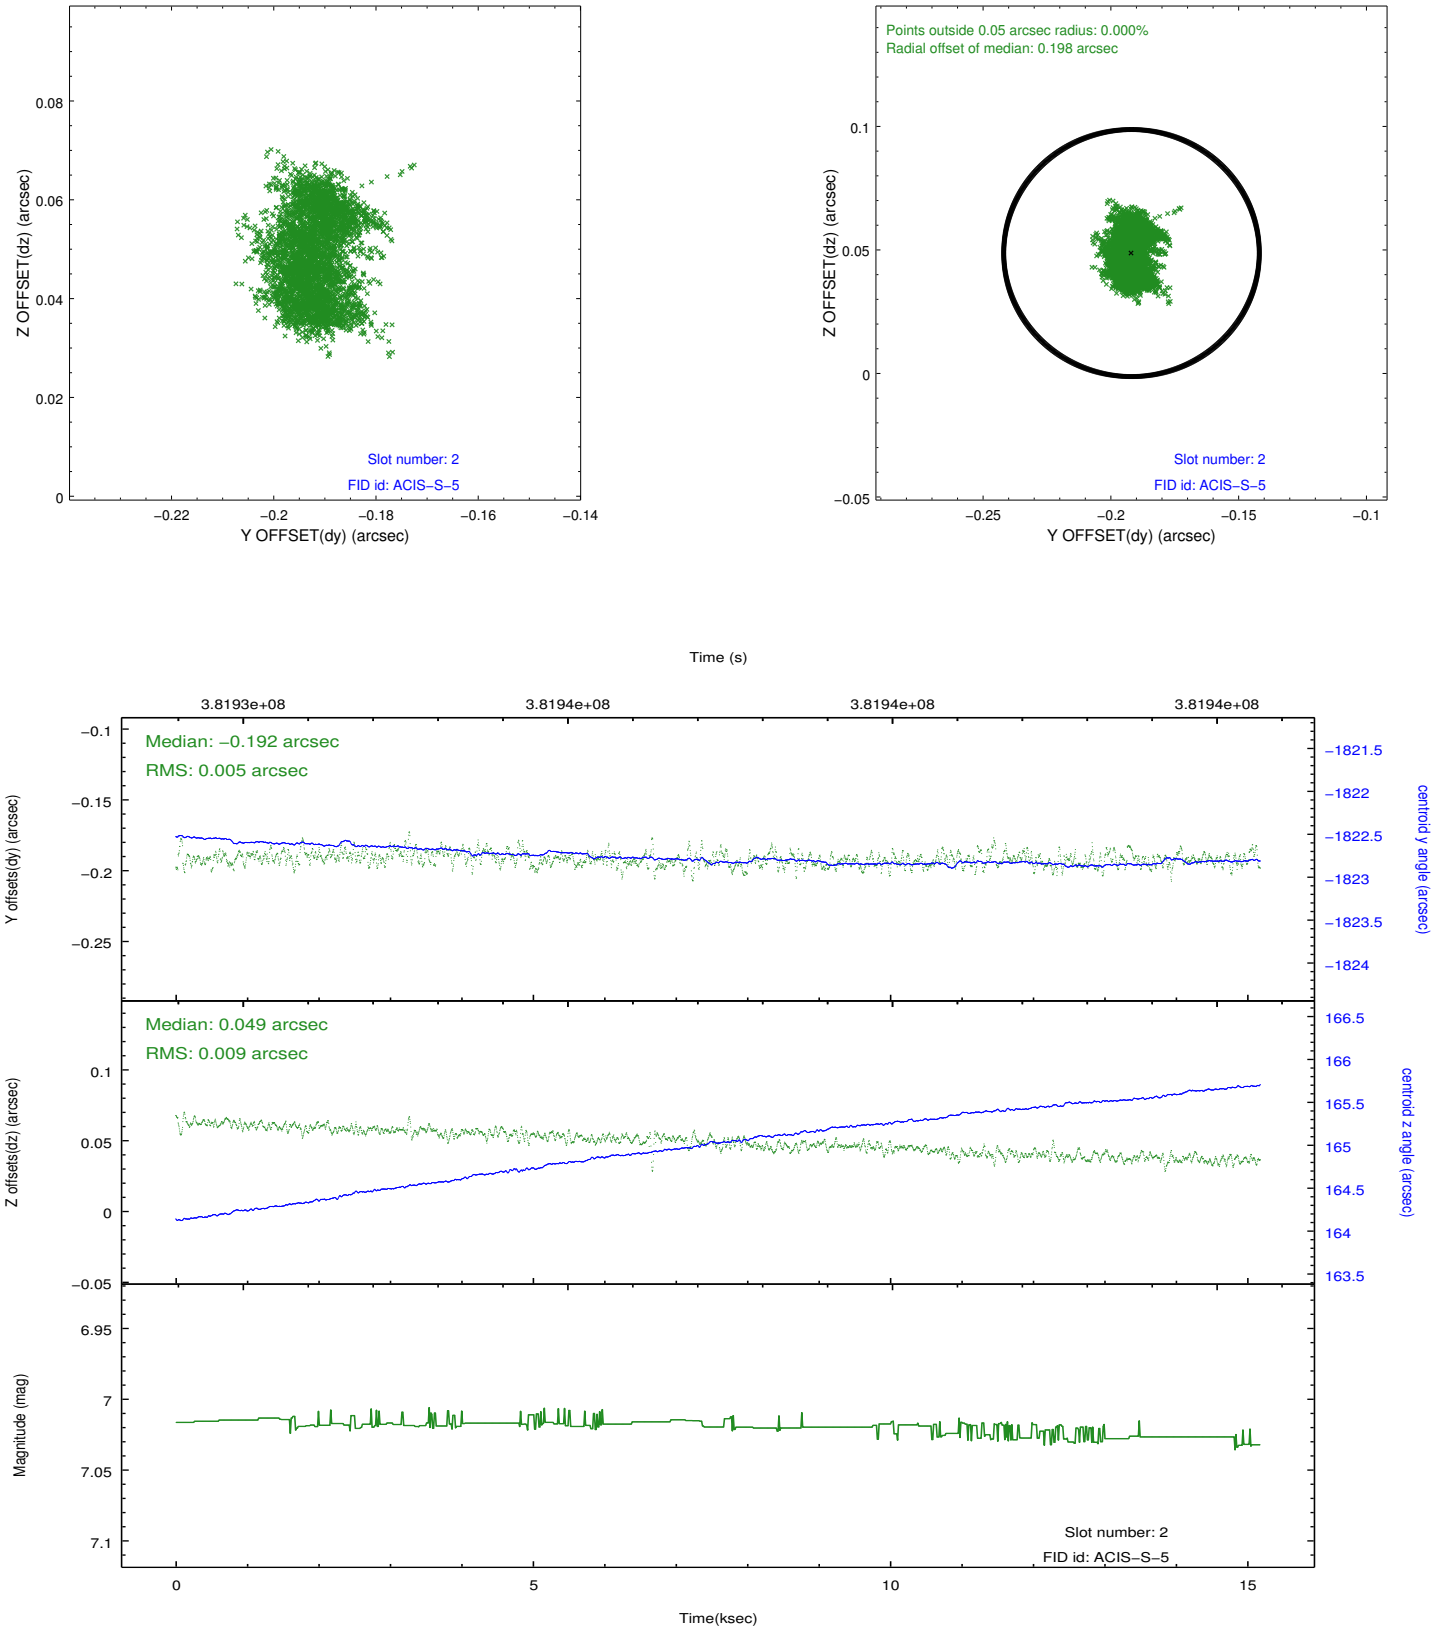 0.08
0.06
0.04
0.02
0
Z OFFSET(dz) (arcsec)
Slot number: 2
FID id: ACIS−S−5
−0.22
−0.2
−0.18
−0.16
−0.14
Y OFFSET(dy) (arcsec)
Points outside 0.05 arcsec radius: 0.000%
Radial offset of median: 0.198 arcsec
0.1
0.05
0
−0.05
Z OFFSET(dz) (arcsec)
Slot number: 2
FID id: ACIS−S−5
−0.25
−0.2
−0.15
−0.1
Y OFFSET(dy) (arcsec)
Time (s)
3.8193e+08
3.8194e+08
3.8194e+08
3.8194e+08
−0.1
−0.15
−0.2
−0.25
Y offsets(dy) (arcsec)
Median: −0.192 arcsec
RMS: 0.005 arcsec
−1821.5
−1822
−1822.5
−1823
−1823.5
−1824
centroid y angle (arcsec)
0.1
0.05
0
−0.05
Z offsets(dz) (arcsec)
Median: 0.049 arcsec
RMS: 0.009 arcsec
166.5
166
165.5
165
164.5
164
163.5
centroid z angle (arcsec)
6.95
7
7.05
7.1
Magnitude (mag)
Slot number: 2
FID id: ACIS−S−5
0
5
10
15
Time(ksec)